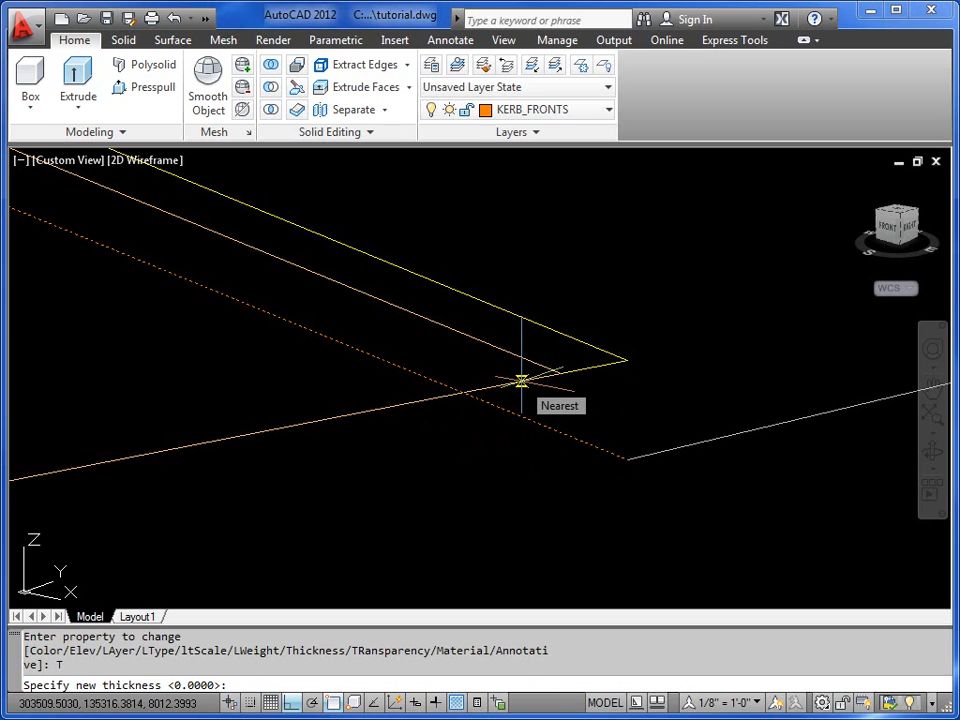 AutoCAD 2012 C:...\tutorial.dwg
Type a keyword or phrase
Sign In
Home Solid Surface Mesh Render Parametric Insert Annotate View Manage Output Online Express Tools
Box
Extrude
Polysolid
Presspull
Smooth
Object
Extract Edges
Extrude Faces
Separate
Unsaved Layer State
KERB_FRONTS
Modeling
Mesh
Solid Editing
Layers
[−][Custom View][2D Wireframe]
FRONT RIGHT
S E
WCS
Nearest
Z
Y
X
Model Layout1
Enter property to change
[Color/Elev/LAyer/LType/ltScale/LWeight/Thickness/TRansparency/Material/Annotati
ve]: T
Specify new thickness <0.0000>:
303509.5030, 135316.3814, 8012.3993
MODEL
1/8" = 1'-0"